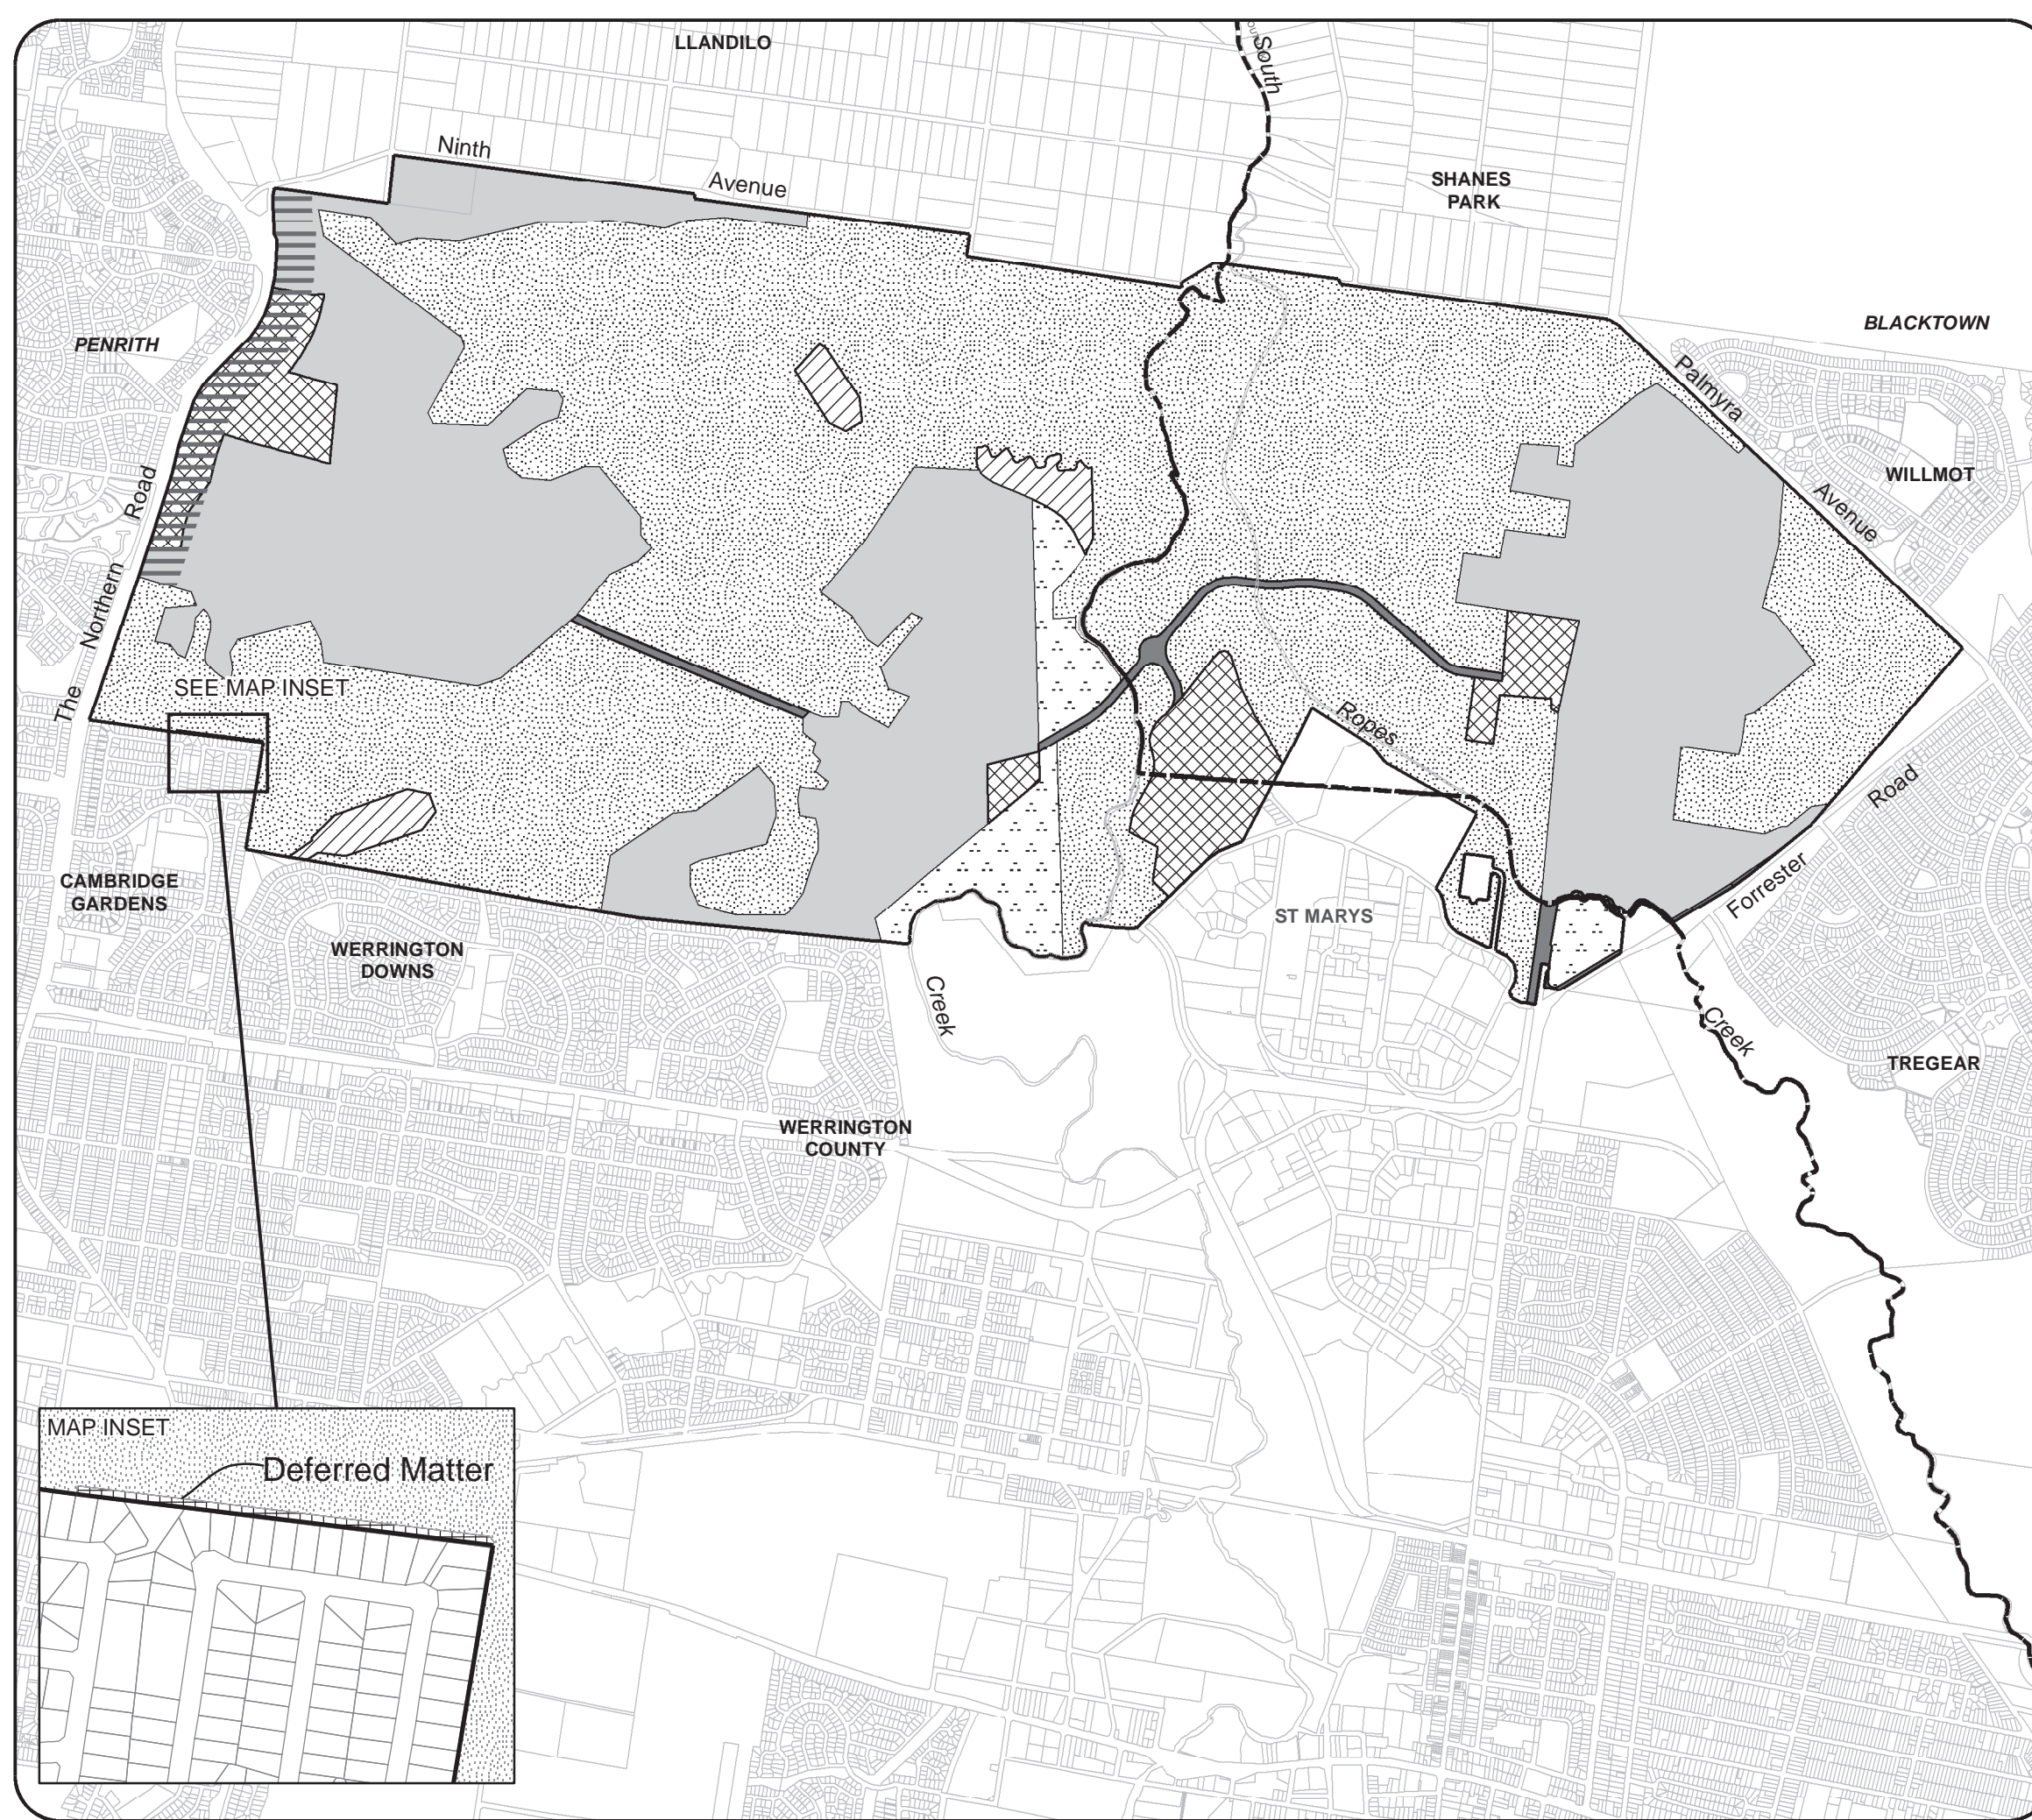 LLANDILO
South
Ninth
Avenue
SHANES
PARK
BLACKTOWN
PENRITH
Palmyra
WILLMOT
Avenue
Road
Northern
The
SEE MAP INSET
Ropes
Road
Forrester
CAMBRIDGE
GARDENS
ST MARYS
WERRINGTON
DOWNS
Creek
Creek
TREGEAR
WERRINGTON
COUNTY
MAP INSET
Deferred Matter